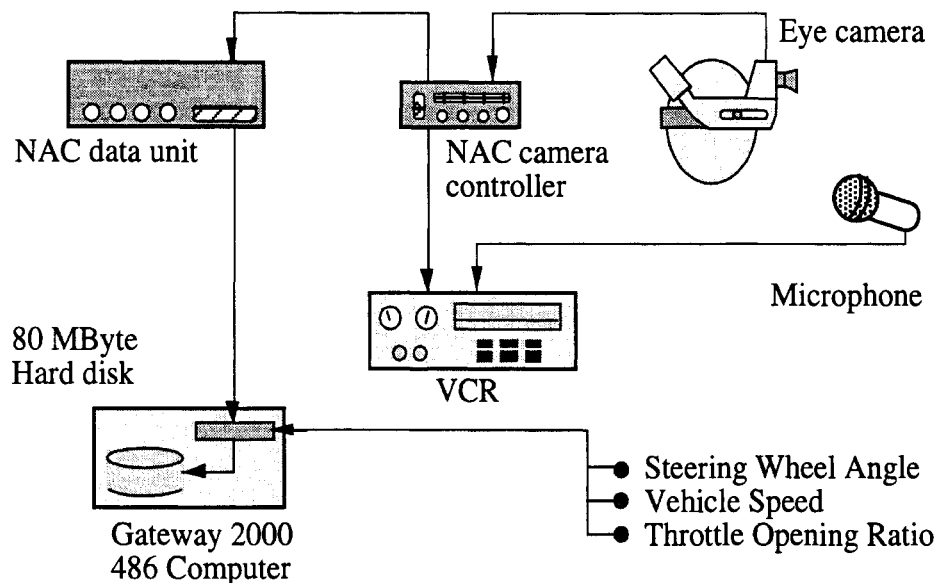 Eye camera
NAC data unit
NAC camera
controller
Microphone
80 MByte
Hard disk
VCR
Steering Wheel Angle
Vehicle Speed
Throttle Opening Ratio
Gateway 2000
486 Computer